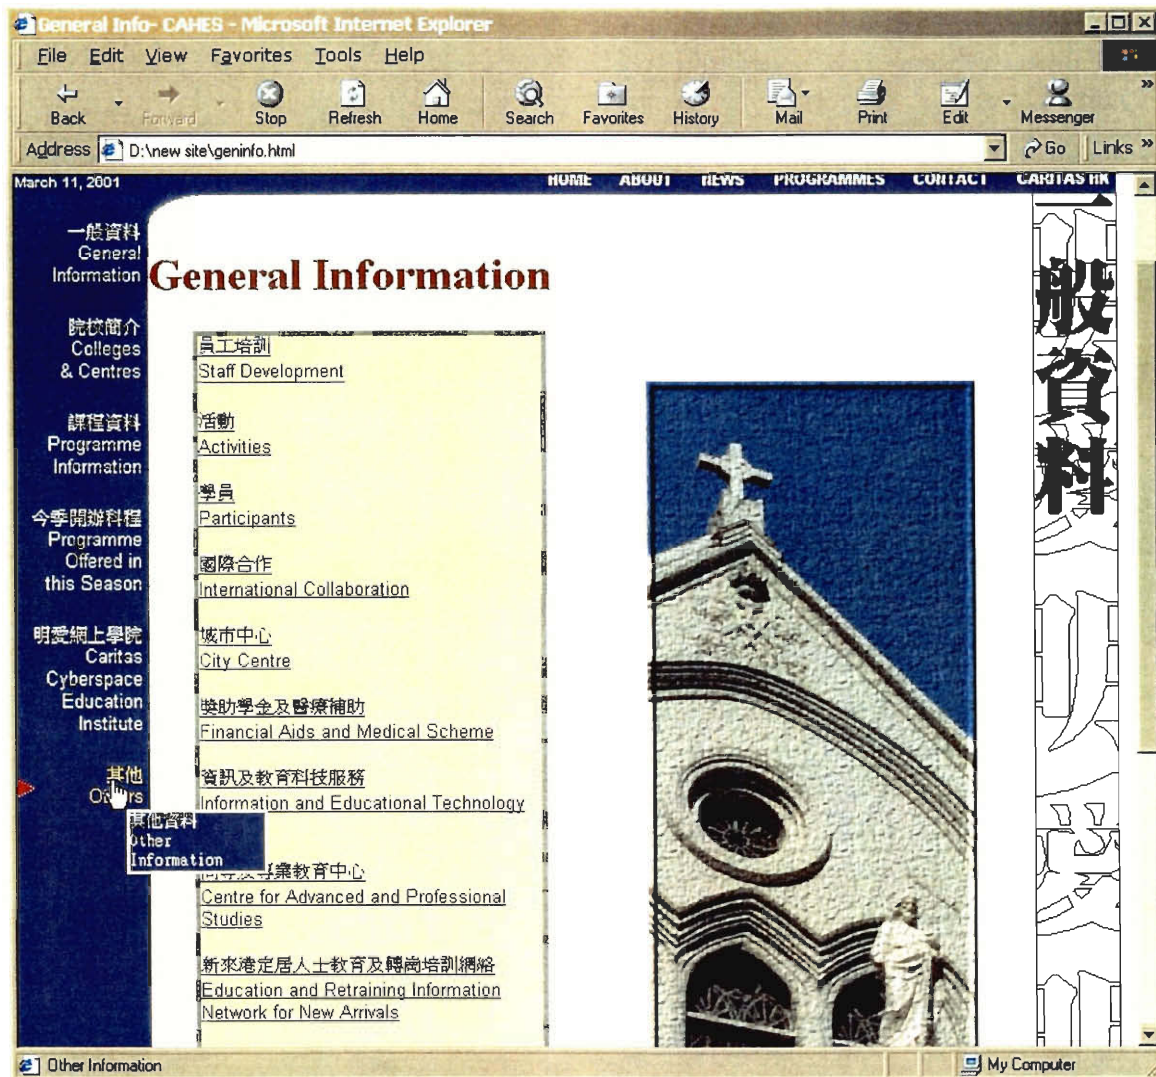 General Info- CAHES - Microsoft Internet Explorer
File Edit View Favorites Tools Help
Back Forward Stop Refresh Home Search Favorites History Mail Print Edit Messenger »
Address D:\new site\geninfo.html Go Links »
March 11, 2001
HOME ABOUT NEWS PROGRAMMES CONTACT CARITAS HK
一般資料
General
Information
院校簡介
Colleges
& Centres
課程資料
Programme
Information
今季開辦科程
Programme
Offered in
this Season
明愛網上學院
Caritas
Cyberspace
Education
Institute
其他
Others
其他資料
Other
Information
General Information
員工培訓
Staff Development
活動
Activities
學員
Participants
國際合作
International Collaboration
城市中心
City Centre
獎助學金及醫療補助
Financial Aids and Medical Scheme
資訊及教育科技服務
Information and Educational Technology
專業教育中心
Centre for Advanced and Professional
Studies
新來港定居人士教育及轉崗培訓網絡
Education and Retraining Information
Network for New Arrivals
一般資料
Other Information
My Computer